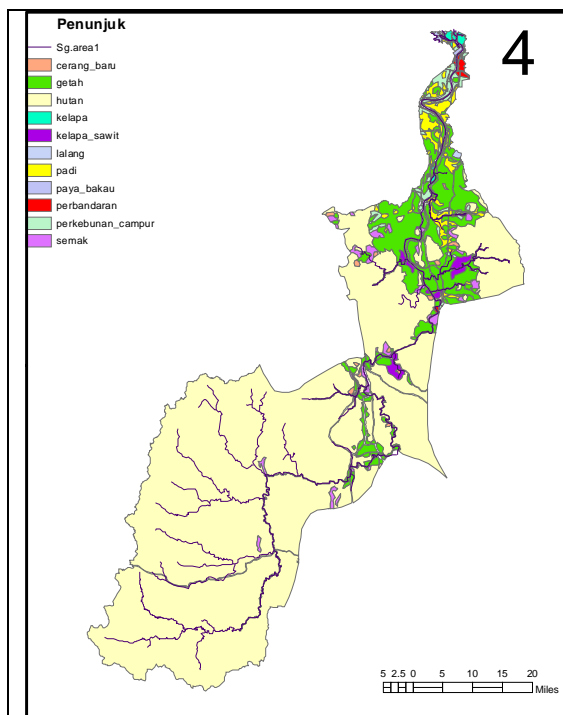 Penunjuk
4
Sg.area1
cerang_baru
getah
hutan
kelapa
kelapa_sawit
lalang
padi
paya_bakau
perbandaran
perkebunan_campur
semak
5 2.5 0 5 10 15 20
Miles